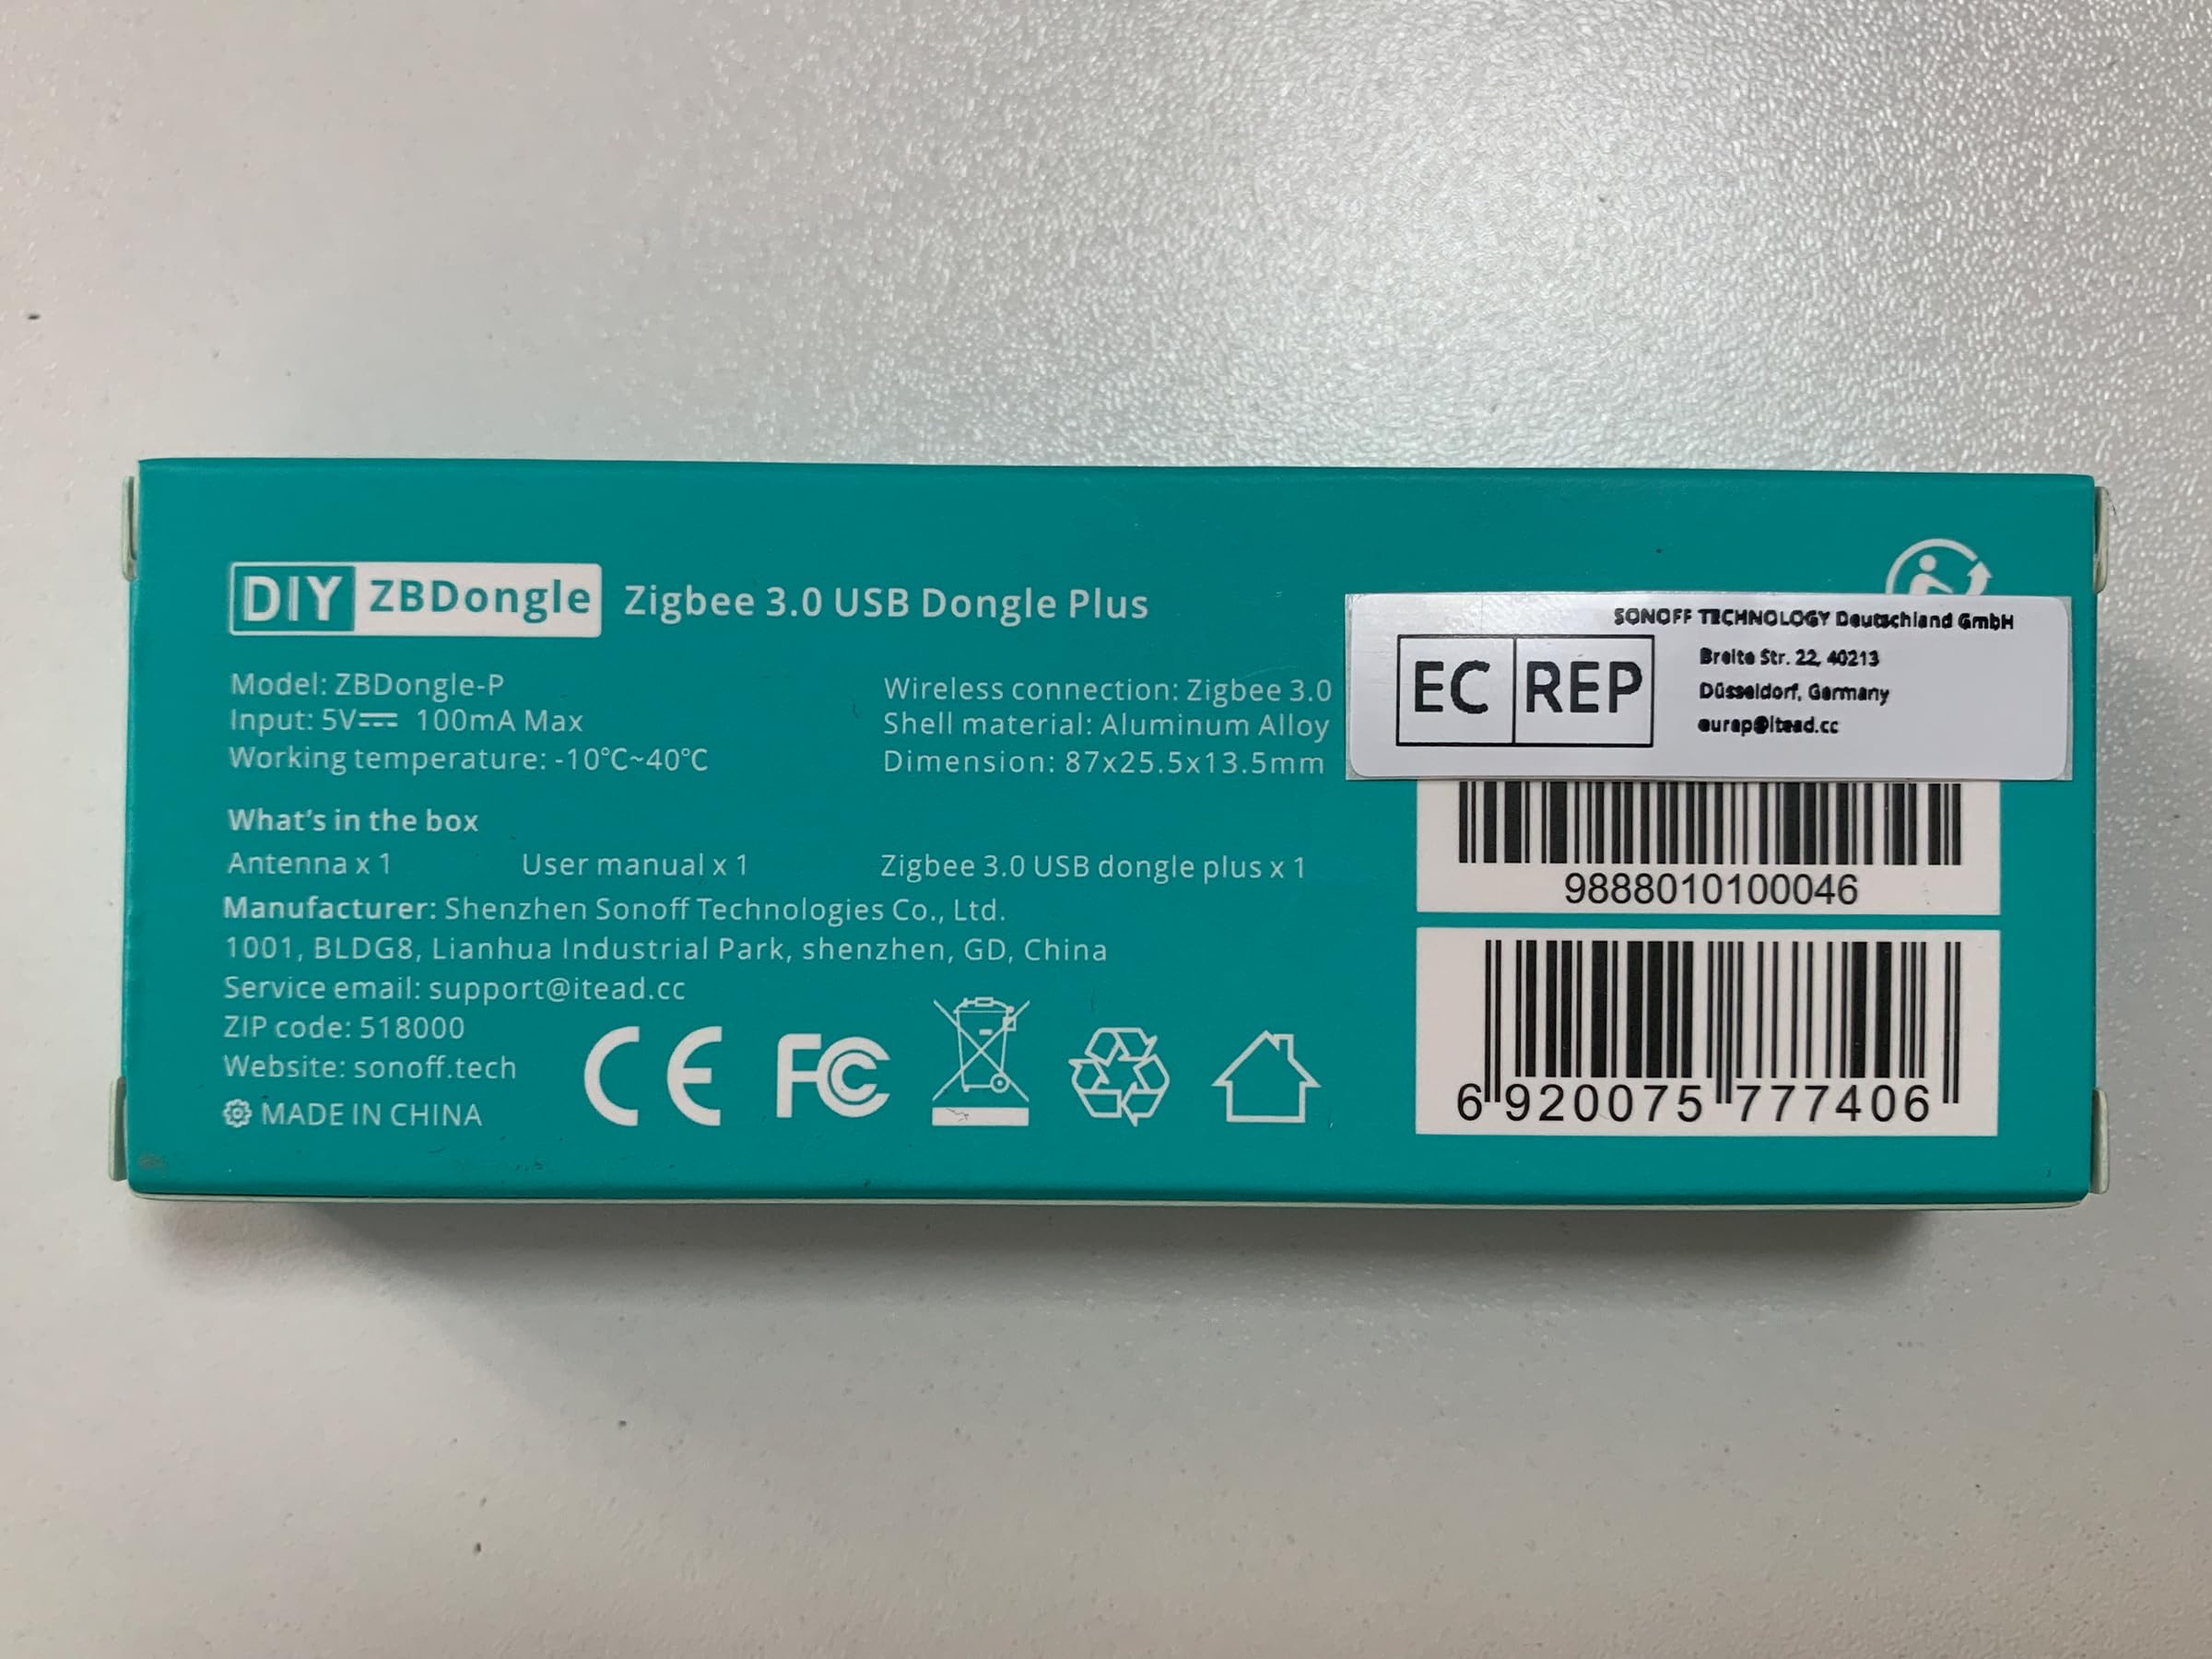 DIY ZBDongle Zigbee 3.0 USB Dongle Plus
Model: ZBDongle-P
Input: 5V⎓ 100mA Max
Working temperature: -10℃~40℃
Wireless connection: Zigbee 3.0
Shell material: Aluminum Alloy
Dimension: 87x25.5x13.5mm
What's in the box
Antenna x 1 User manual x 1 Zigbee 3.0 USB dongle plus x 1
Manufacturer: Shenzhen Sonoff Technologies Co., Ltd.
1001, BLDG8, Lianhua Industrial Park, shenzhen, GD, China
Service email: support@itead.cc
ZIP code: 518000
Website: sonoff.tech
MADE IN CHINA
CE FC
SONOFF TECHNOLOGY Deutschland GmbH
EC REP
Breite Str. 22, 40213
Düsseldorf, Germany
eurep@itead.cc
9888010100046
6 920075 777406